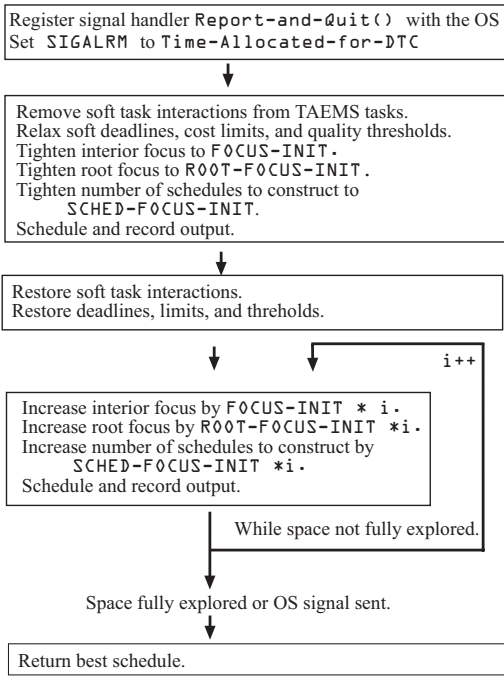 Register signal handler Report-and-Quit() with the OS
Set SIGALRM to Time-Allocated-for-DTC
Remove soft task interactions from TAEMS tasks.
Relax soft deadlines, cost limits, and quality thresholds.
Tighten interior focus to FOCUS-INIT.
Tighten root focus to ROOT-FOCUS-INIT.
Tighten number of schedules to construct to
SCHED-FOCUS-INIT.
Schedule and record output.
Restore soft task interactions.
Restore deadlines, limits, and threholds.
i++
Increase interior focus by FOCUS-INIT * i.
Increase root focus by ROOT-FOCUS-INIT *i.
Increase number of schedules to construct by
SCHED-FOCUS-INIT *i.
Schedule and record output.
While space not fully explored.
Space fully explored or OS signal sent.
Return best schedule.